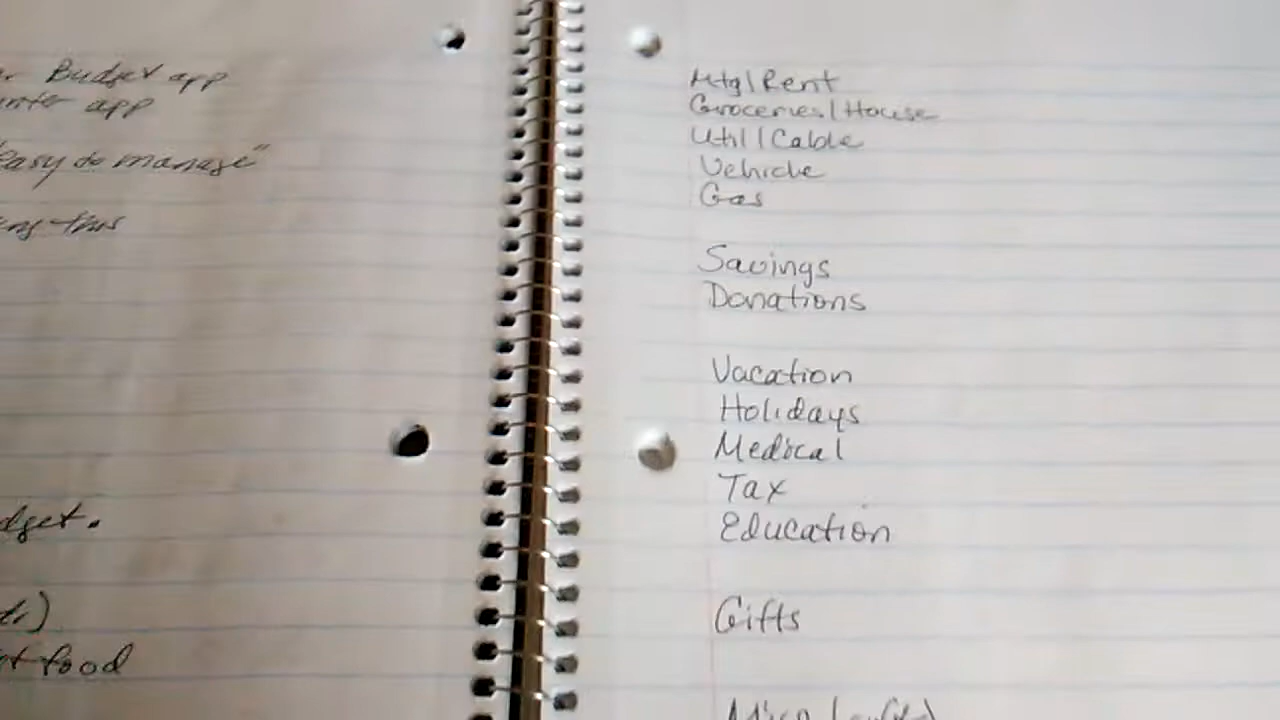 Budget app
app
easy to manage"
this
dget.
food
Mtg/Rent
Groceries/House
Util/Cable
Vehicle
Gas
Savings
Donations
Vacation
Holidays
Medical
Tax
Education
Gifts